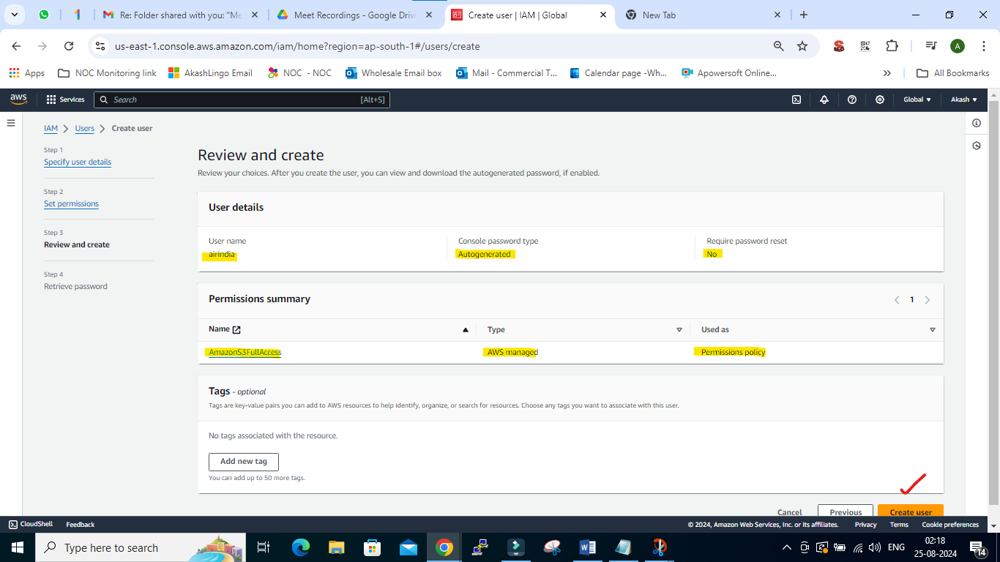 Re: Folder shared with you: "Me
Meet Recordings - Google Drive
Create user | IAM | Global
New Tab
us-east-1.console.aws.amazon.com/iam/home?region=ap-south-1#/users/create
SEO
A
Apps
NOC Monitoring link
AkashLingo Email
NOC - NOC
Wholesale Email box
Mail - Commercial T...
Calendar page -Wh...
Apowersoft Online...
All Bookmarks
aws
Services
Search
[Alt+S]
Global
Akash
IAM
Users
Create user
Step 1
Specify user details
Step 2
Set permissions
Step 3
Review and create
Step 4
Retrieve password
Review and create
Review your choices. After you create the user, you can view and download the autogenerated password, if enabled.
User details
User name
airindia
Console password type
Autogenerated
Require password reset
No
Permissions summary
1
Name
Type
Used as
AmazonS3FullAccess
AWS managed
Permissions policy
Tags - optional
Tags are key-value pairs you can add to AWS resources to help identify, organize, or search for resources. Choose any tags you want to associate with this user.
No tags associated with the resource.
Add new tag
You can add up to 50 more tags.
Cancel
Previous
Create user
CloudShell
Feedback
© 2024, Amazon Web Services, Inc. or its affiliates.
Privacy
Terms
Cookie preferences
Type here to search
ENG
02:18
25-08-2024
14